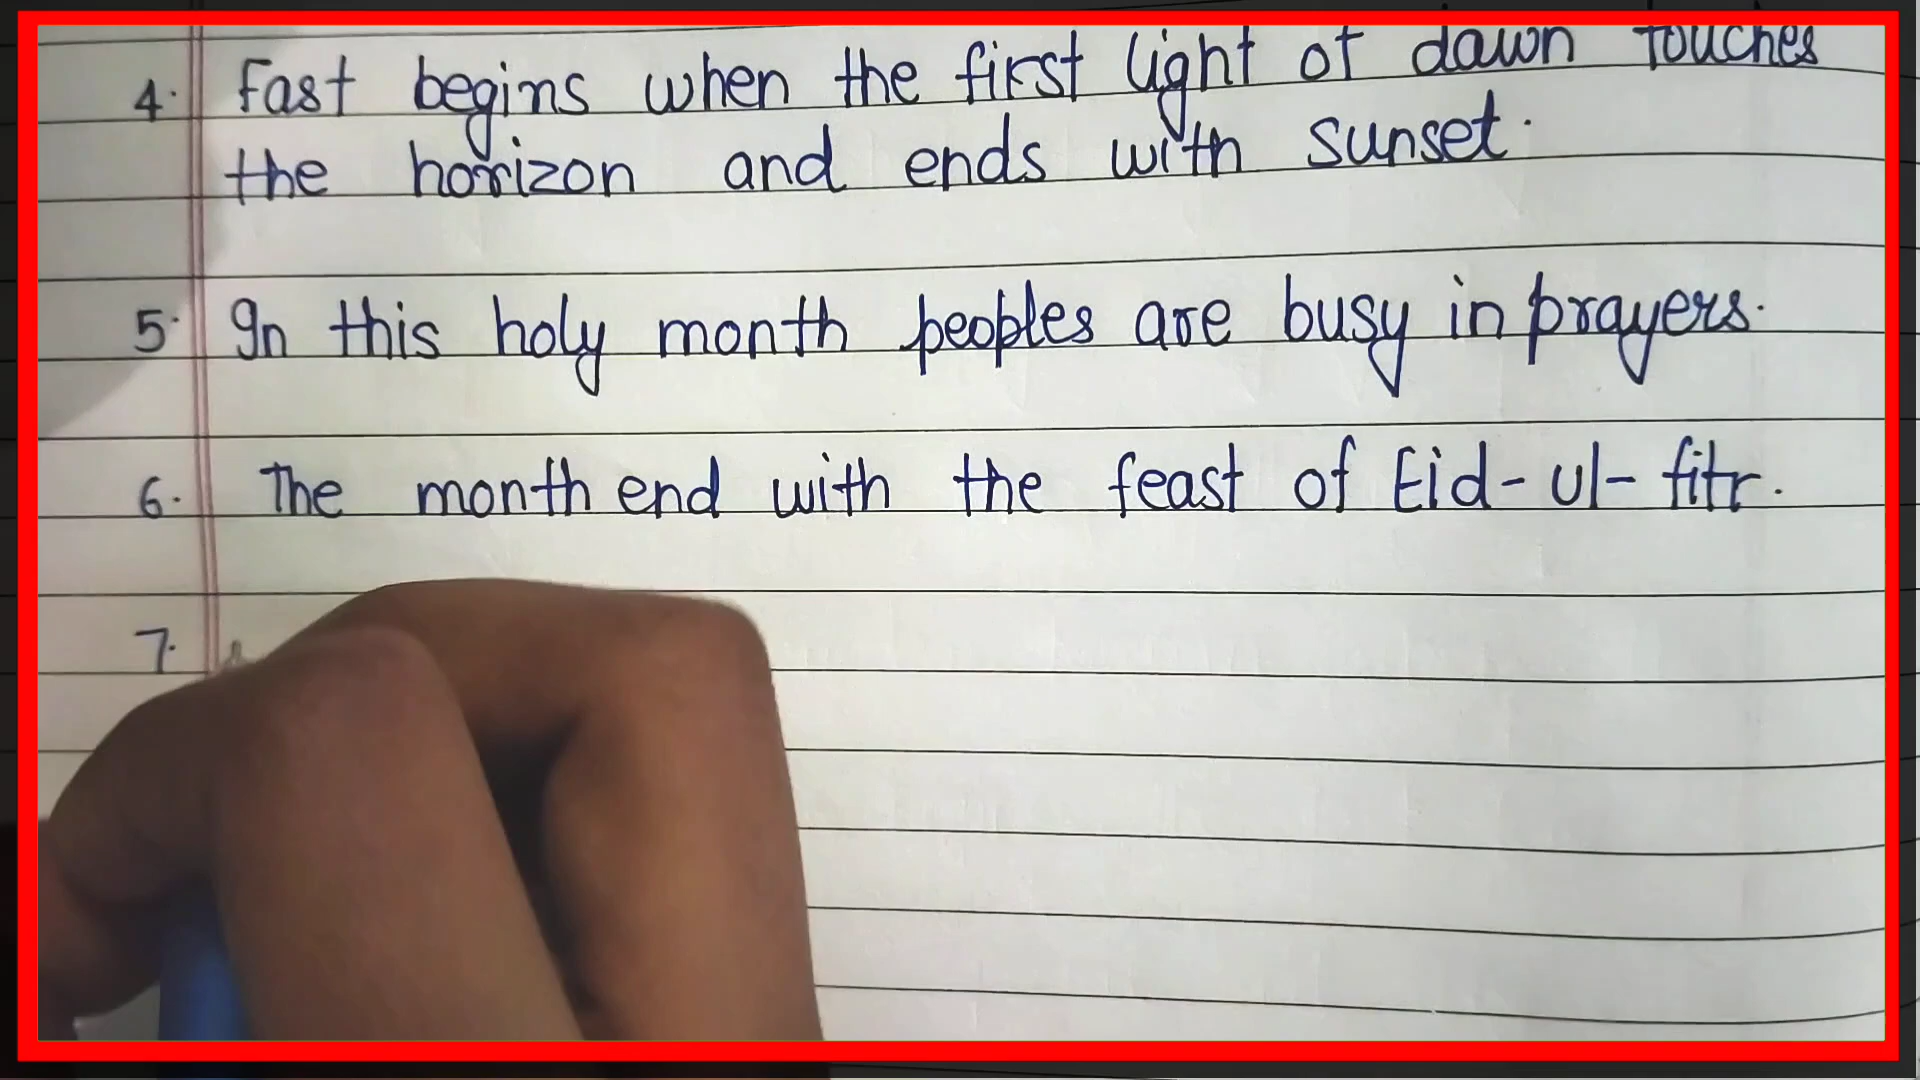 4. Fast begins when the first light of dawn touches
the horizon and ends with sunset.
5. In this holy month peoples are busy in prayers.
6. The month end with the feast of Eid-ul-fitr.
7.